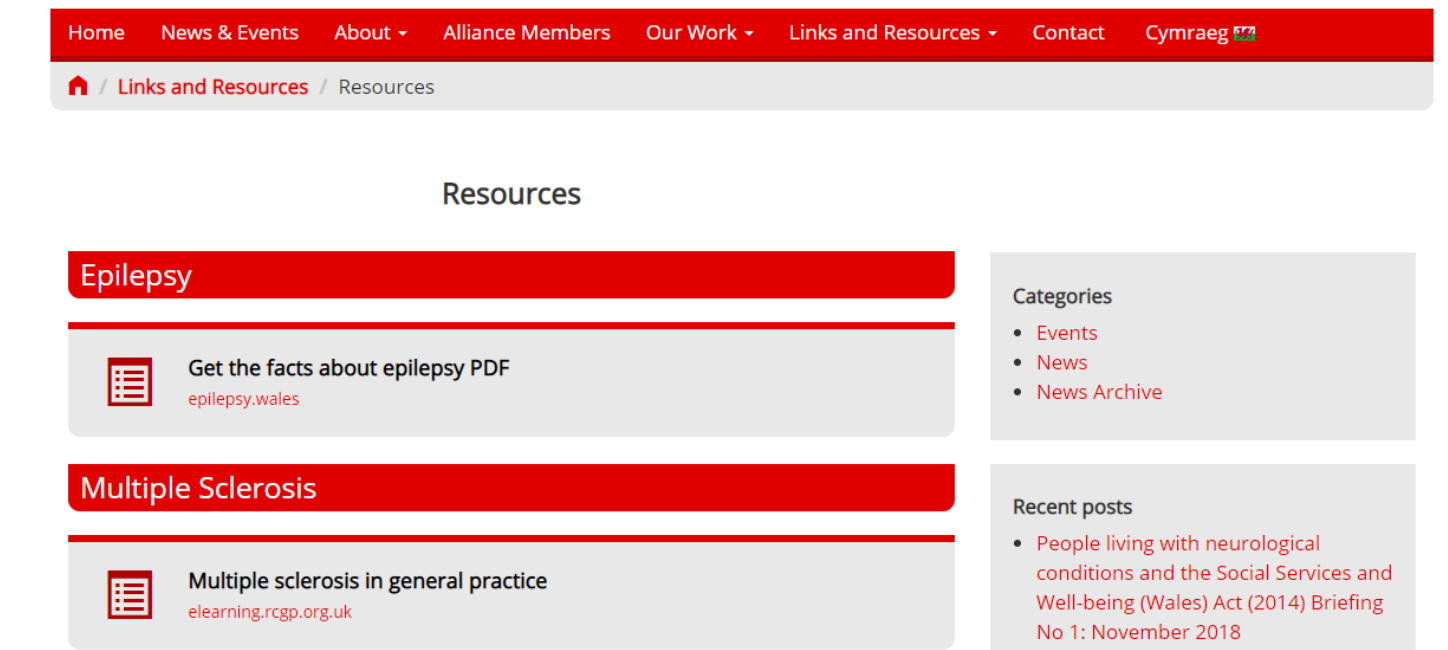 Home News & Events About Alliance Members Our Work Links and Resources Contact Cymraeg
/ Links and Resources / Resources
Resources
Epilepsy
Get the facts about epilepsy PDF
epilepsy.wales
Multiple Sclerosis
Multiple sclerosis in general practice
elearning.rcgp.org.uk
Categories
Events
News
News Archive
Recent posts
People living with neurological
conditions and the Social Services and
Well-being (Wales) Act (2014) Briefing
No 1: November 2018